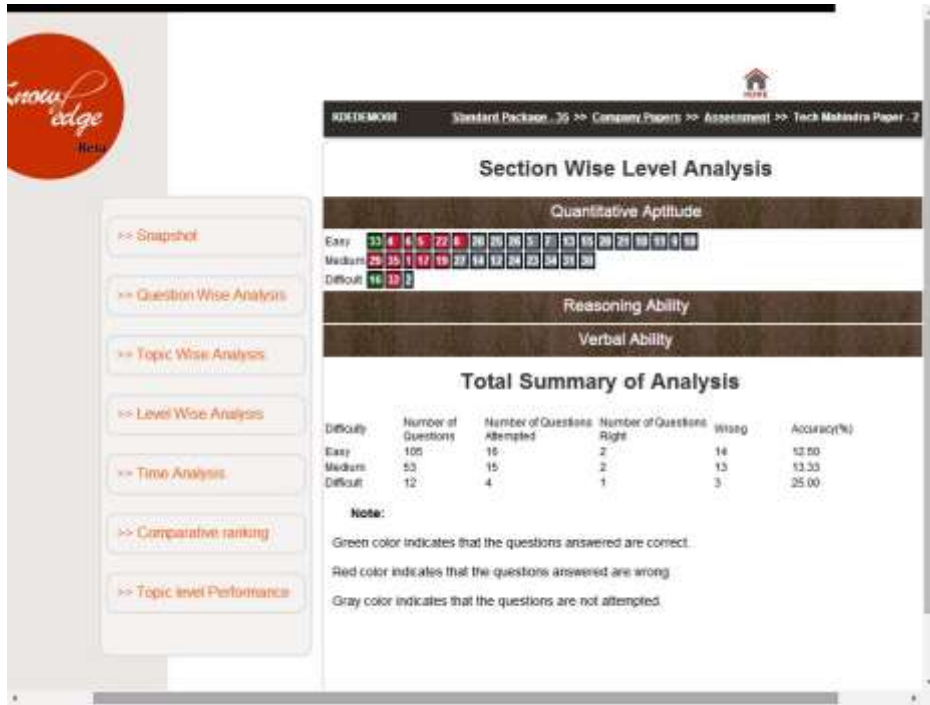 Know
edge
Beta
HOME
Standard Package - 35 >> Company Papers >> Assessment >> Tech Mahindra Paper - 2
Section Wise Level Analysis
Quantitative Aptitude
Easy 33
Medium
Difficult 16 2
Reasoning Ability
Verbal Ability
>> Snapshot
>> Question Wise Analysis
>> Topic Wise Analysis
>> Level Wise Analysis
>> Time Analysis
>> Comparative ranking
>> Topic level Performance
Total Summary of Analysis
Difficulty Number of Questions Number of Questions Attempted Number of Questions Right Wrong Accuracy(%)
Easy 105 16 2 14 12.50
Medium 53 15 2 13 13.33
Difficult 12 4 1 3 25.00
Note:
Green color indicates that the questions answered are correct.
Red color indicates that the questions answered are wrong
Gray color indicates that the questions are not attempted.